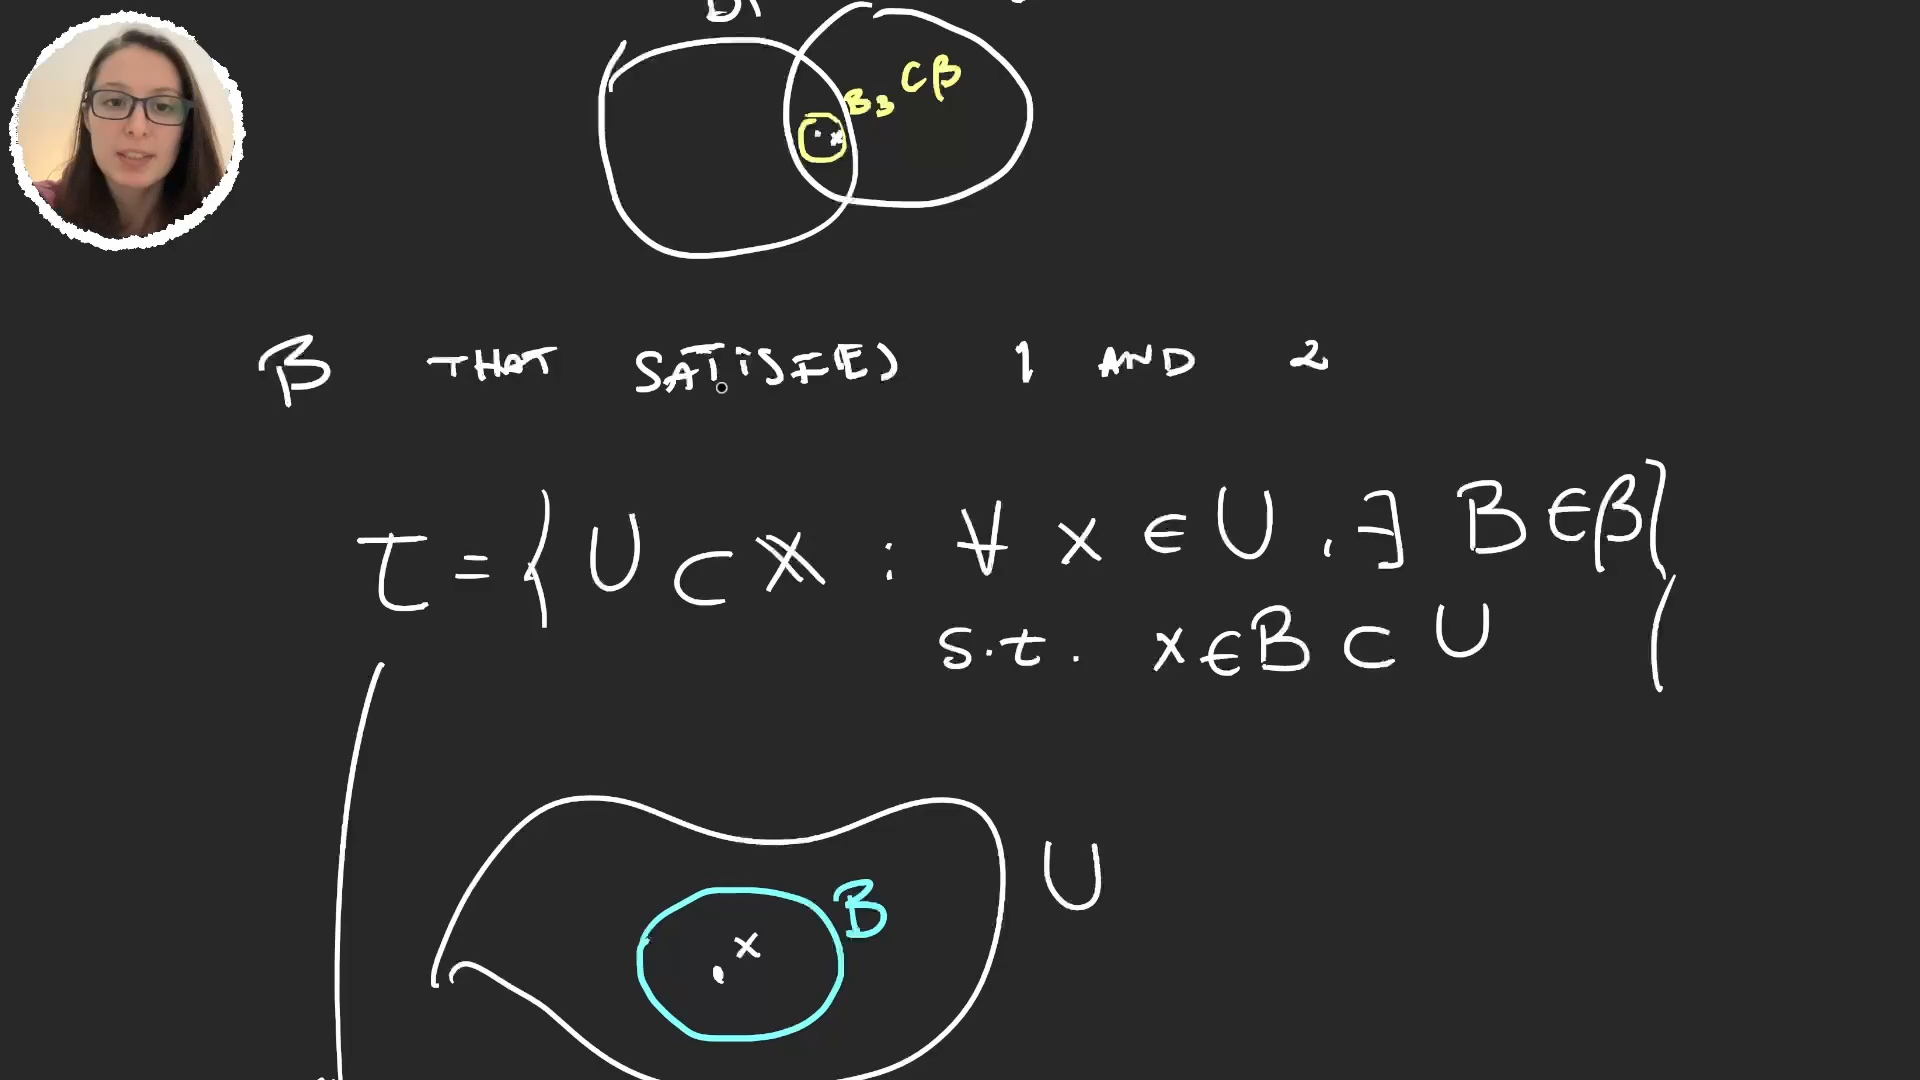 B₃ ⊂ β
x
β THAT SATISFIES 1 AND 2
τ = { U ⊂ X : ∀ x ∈ U , ∃ B ∈ β
s.t. x ∈ B ⊂ U }
B
x
U